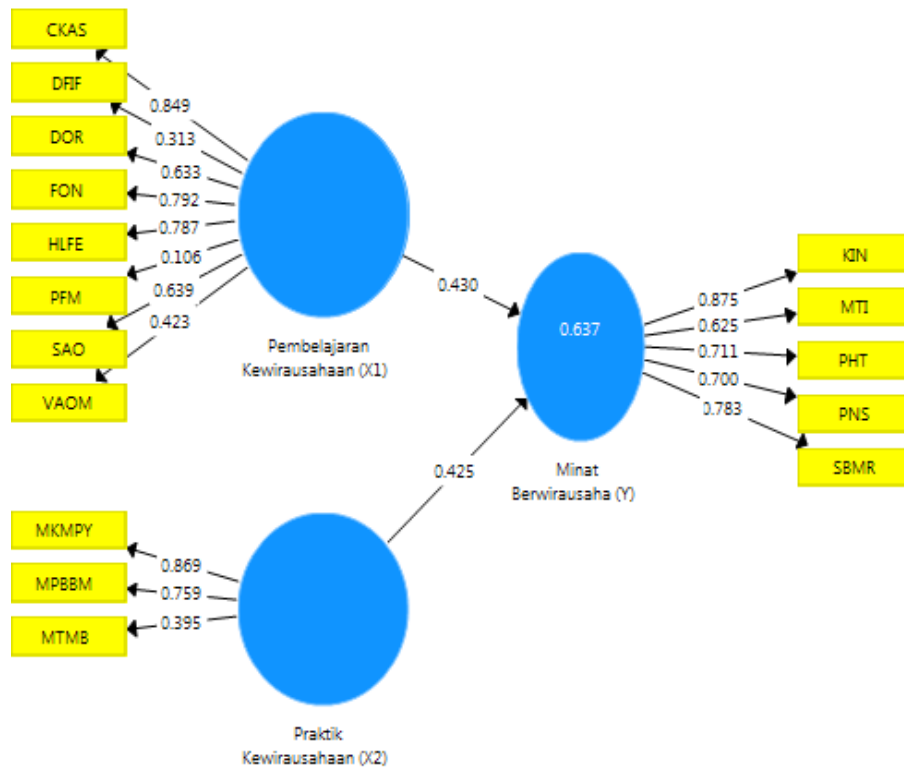 CKAS
DFIF
DOR
FON
HLFE
PFM
SAO
VAOM
0.849
0.313
0.633
0.792
0.787
0.106
0.639
0.423
Pembelajaran
Kewirausahaan (X1)
0.430
MKMPY
MPBBM
MTMB
0.869
0.759
0.395
Praktik
Kewirausahaan (X2)
0.425
0.637
Minat
Berwirausaha (Y)
0.875
0.625
0.711
0.700
0.783
KIN
MTI
PHT
PNS
SBMR